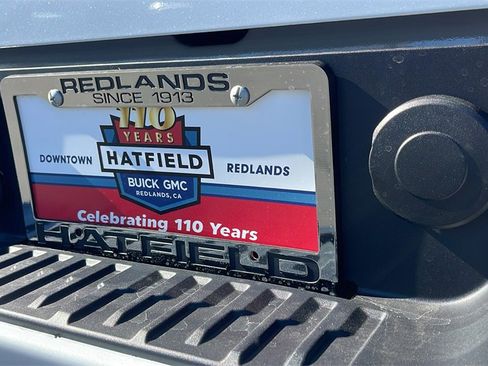 REDLANDS
SINCE 1913
110
YEARS
DOWNTOWN HATFIELD REDLANDS
BUICK GMC
REDLANDS, CA
Celebrating 110 Years
HATFIELD